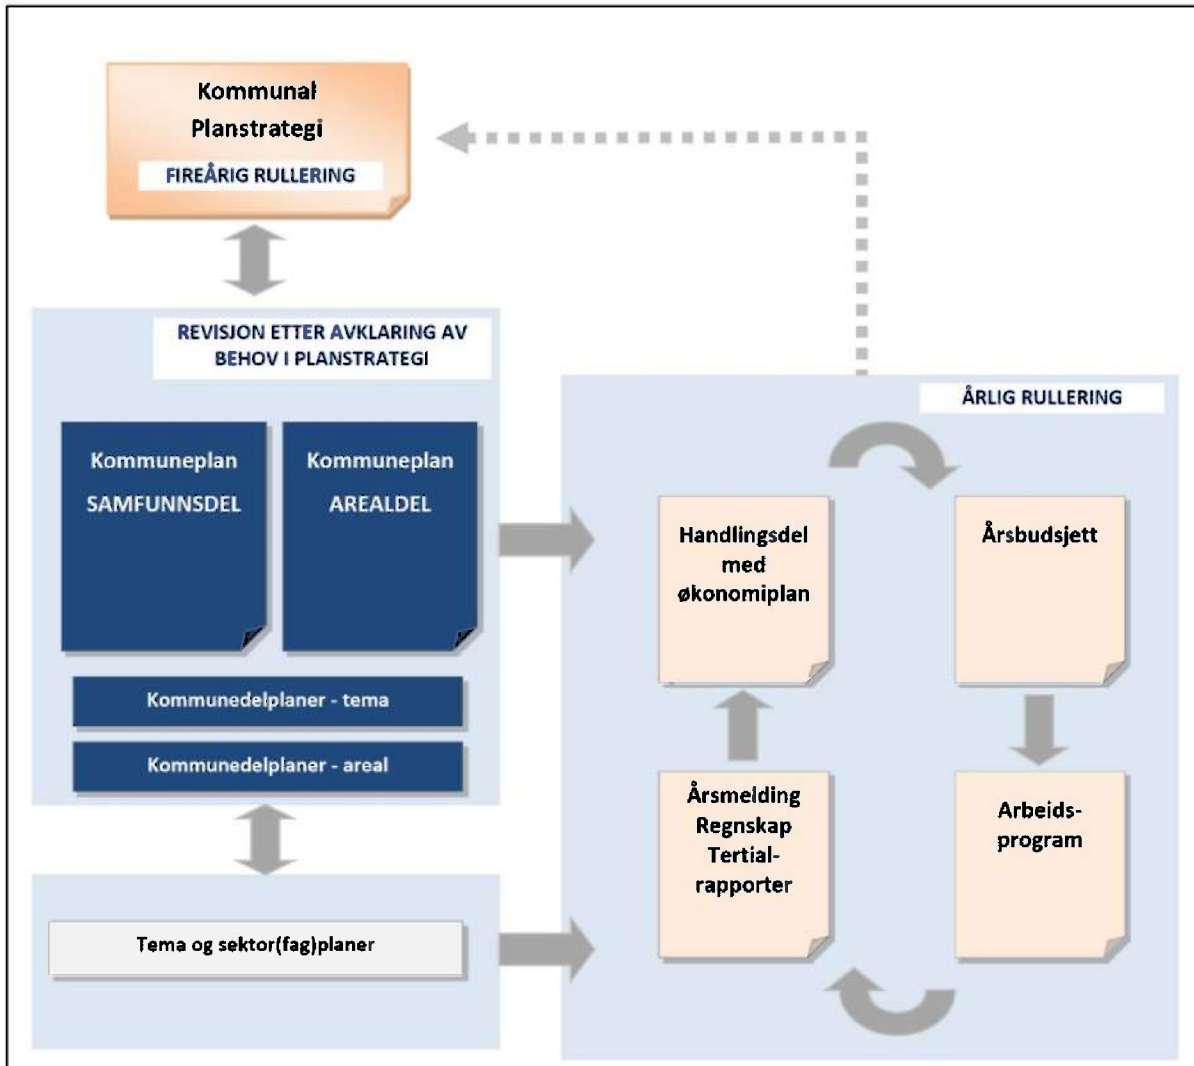 Kommunal
Planstrategi
FIREÅRIG RULLERING
REVISJON ETTER AVKLARING AV
BEHOV I PLANSTRATEGI
Kommuneplan
SAMFUNNSDEL
Kommuneplan
AREALDEL
Kommunedelplaner - tema
Kommunedelplaner - areal
Tema og sektor(fag)planer
ÅRLIG RULLERING
Handlingsdel
med
økonomiplan
Årsbudsjett
Årsmelding
Regnskap
Tertial-
rapporter
Arbeids-
program